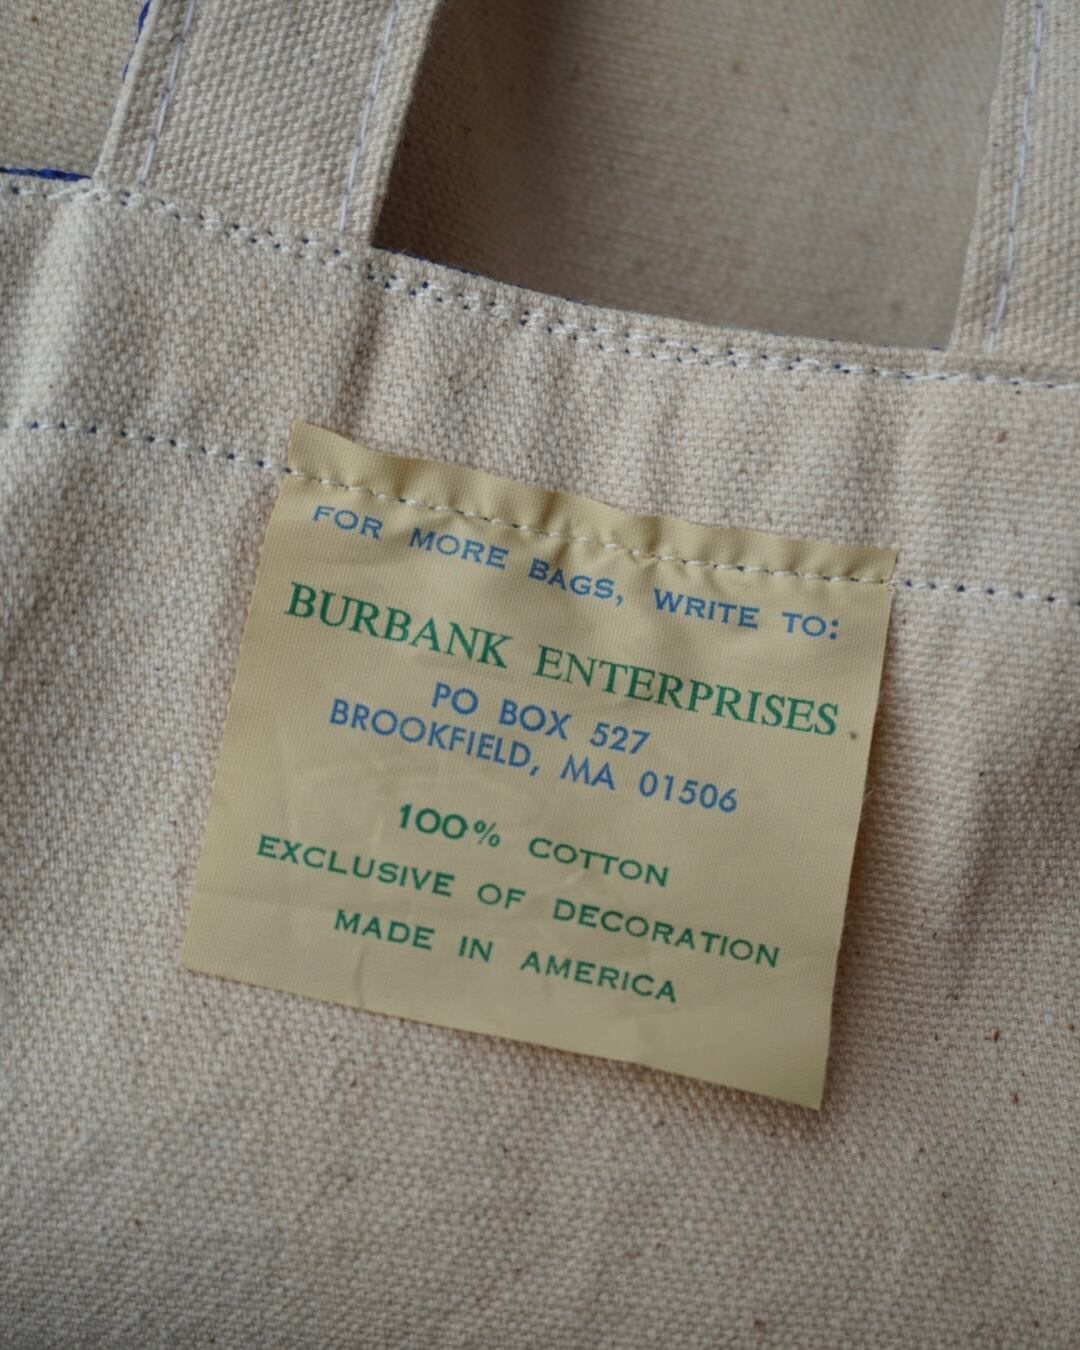 FOR MORE BAGS, WRITE TO:
BURBANK ENTERPRISES
PO BOX 527
BROOKFIELD, MA 01506
100% COTTON
EXCLUSIVE OF DECORATION
MADE IN AMERICA